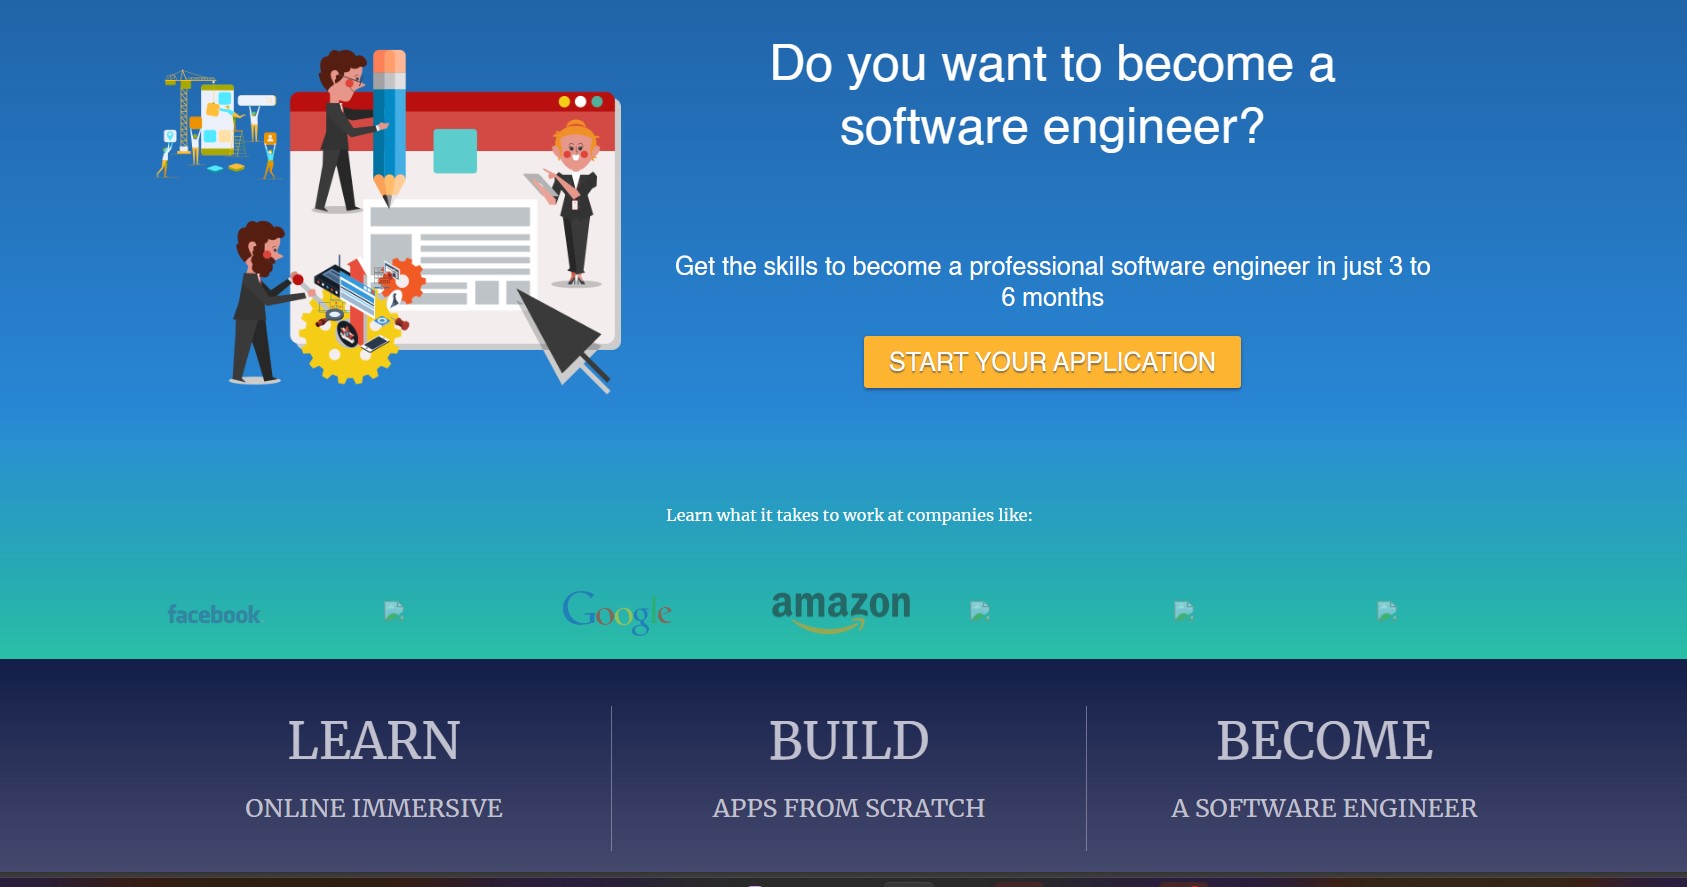 Do you want to become a
software engineer?
Get the skills to become a professional software engineer in just 3 to
6 months
START YOUR APPLICATION
Learn what it takes to work at companies like:
facebook
Google
amazon
LEARN
BUILD
BECOME
ONLINE IMMERSIVE
APPS FROM SCRATCH
A SOFTWARE ENGINEER